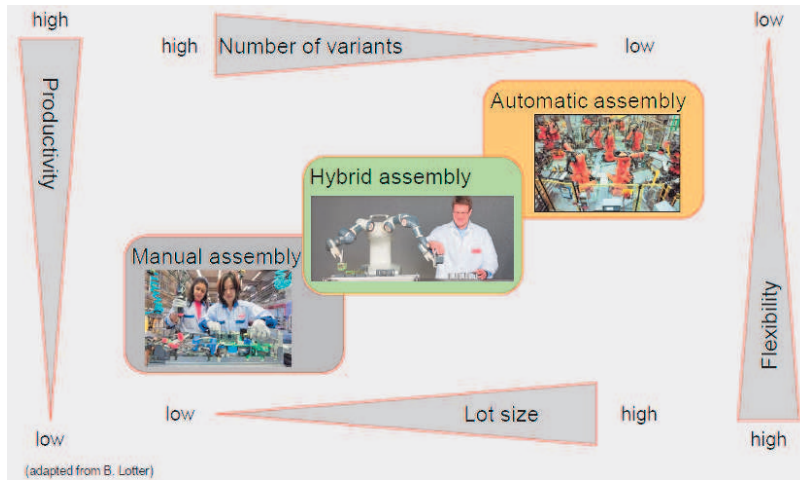 high
low
high
Number of variants
low
Productivity
Automatic assembly
Hybrid assembly
Manual assembly
Flexibility
low
Lot size
high
low
high
(adapted from B. Lotter)